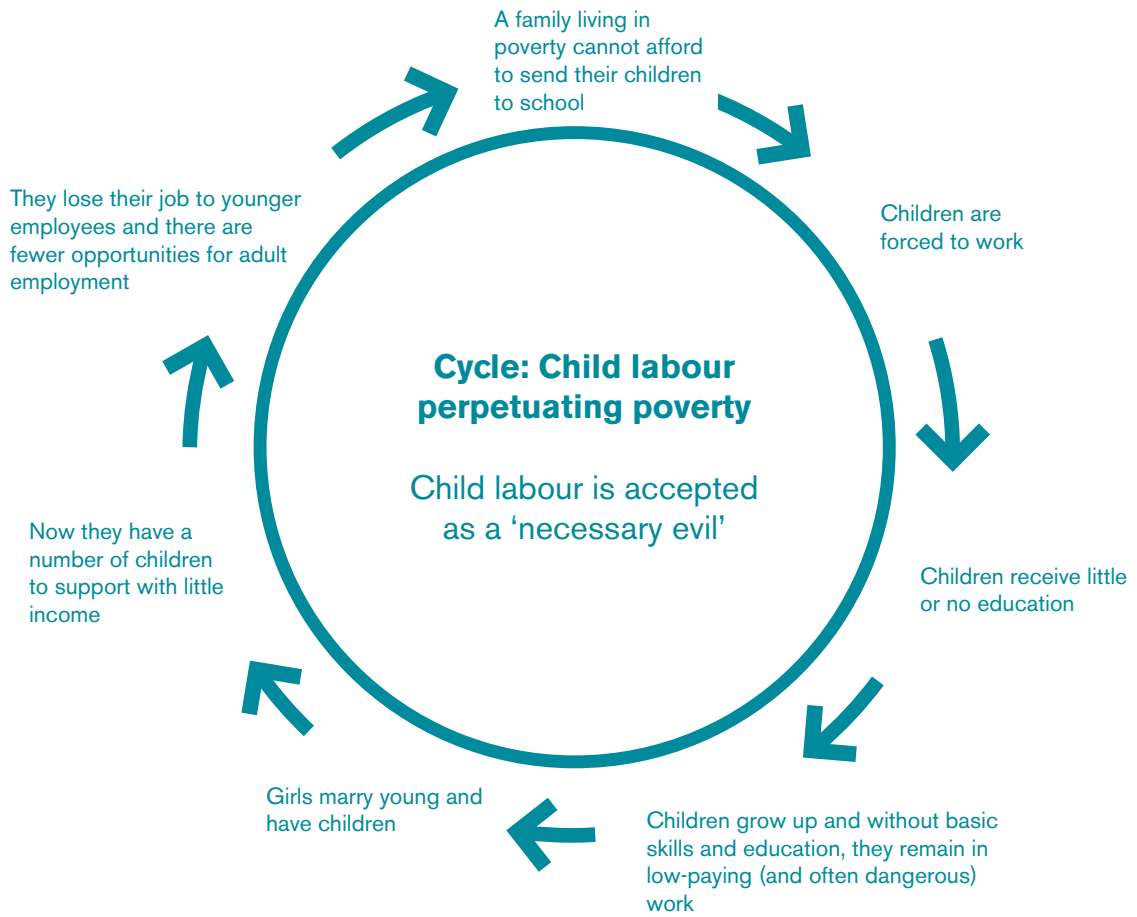 A family living in
poverty cannot afford
to send their children
to school
Children are
forced to work
Children receive little
or no education
Children grow up and without basic
skills and education, they remain in
low-paying (and often dangerous)
work
Girls marry young and
have children
Now they have a
number of children
to support with little
income
They lose their job to younger
employees and there are
fewer opportunities for adult
employment
Cycle: Child labour
perpetuating poverty
Child labour is accepted
as a ‘necessary evil’